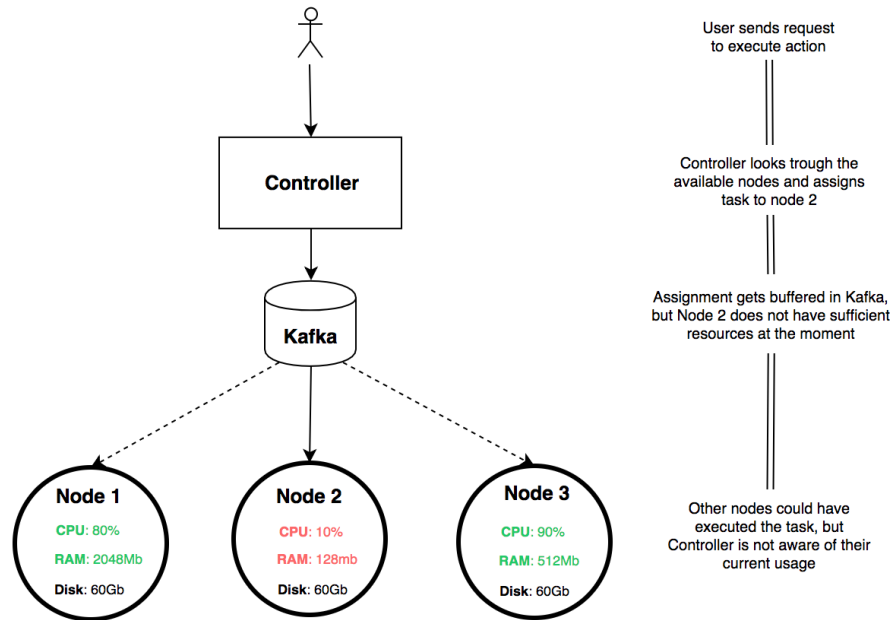 User sends request
to execute action
Controller
Controller looks trough the
available nodes and assigns
task to node 2
Kafka
Assignment gets buffered in Kafka,
but Node 2 does not have sufficient
resources at the moment
Node 1
CPU: 80%
RAM: 2048Mb
Disk: 60Gb
Node 2
CPU: 10%
RAM: 128mb
Disk: 60Gb
Node 3
CPU: 90%
RAM: 512Mb
Disk: 60Gb
Other nodes could have
executed the task, but
Controller is not aware of their
current usage